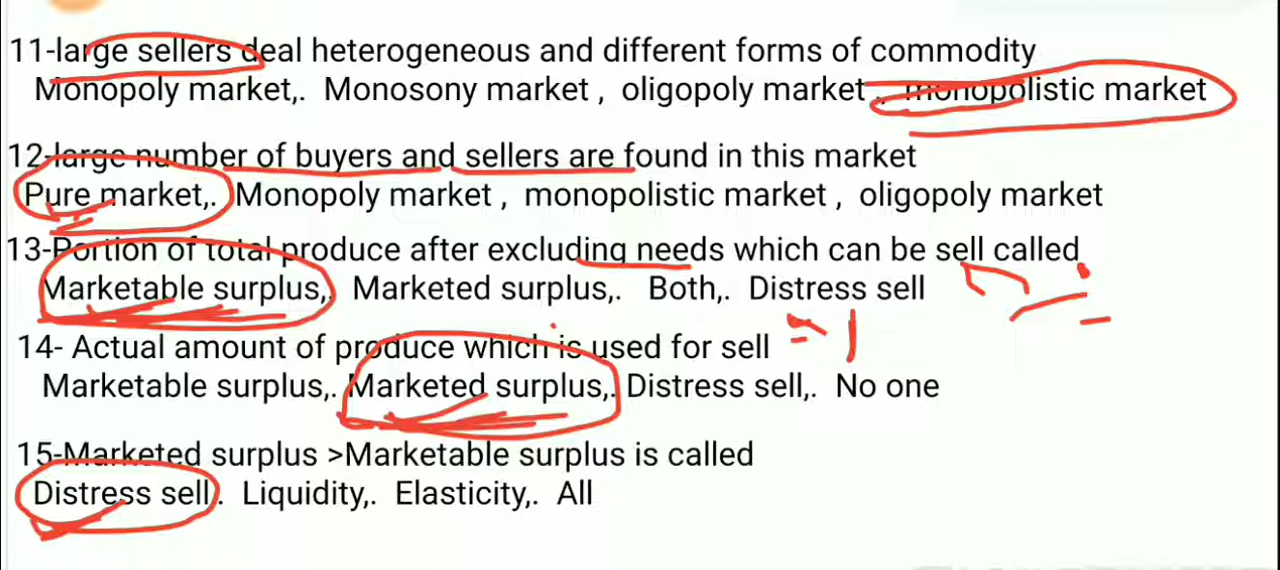 11-large sellers deal heterogeneous and different forms of commodity
Monopoly market,. Monosony market , oligopoly market , monopolistic market
12-large number of buyers and sellers are found in this market
Pure market,. Monopoly market , monopolistic market , oligopoly market
13-Portion of total produce after excluding needs which can be sell called
Marketable surplus,. Marketed surplus,. Both,. Distress sell
14- Actual amount of produce which is used for sell
Marketable surplus,. Marketed surplus,. Distress sell,. No one
15-Marketed surplus >Marketable surplus is called
Distress sell,. Liquidity,. Elasticity,. All